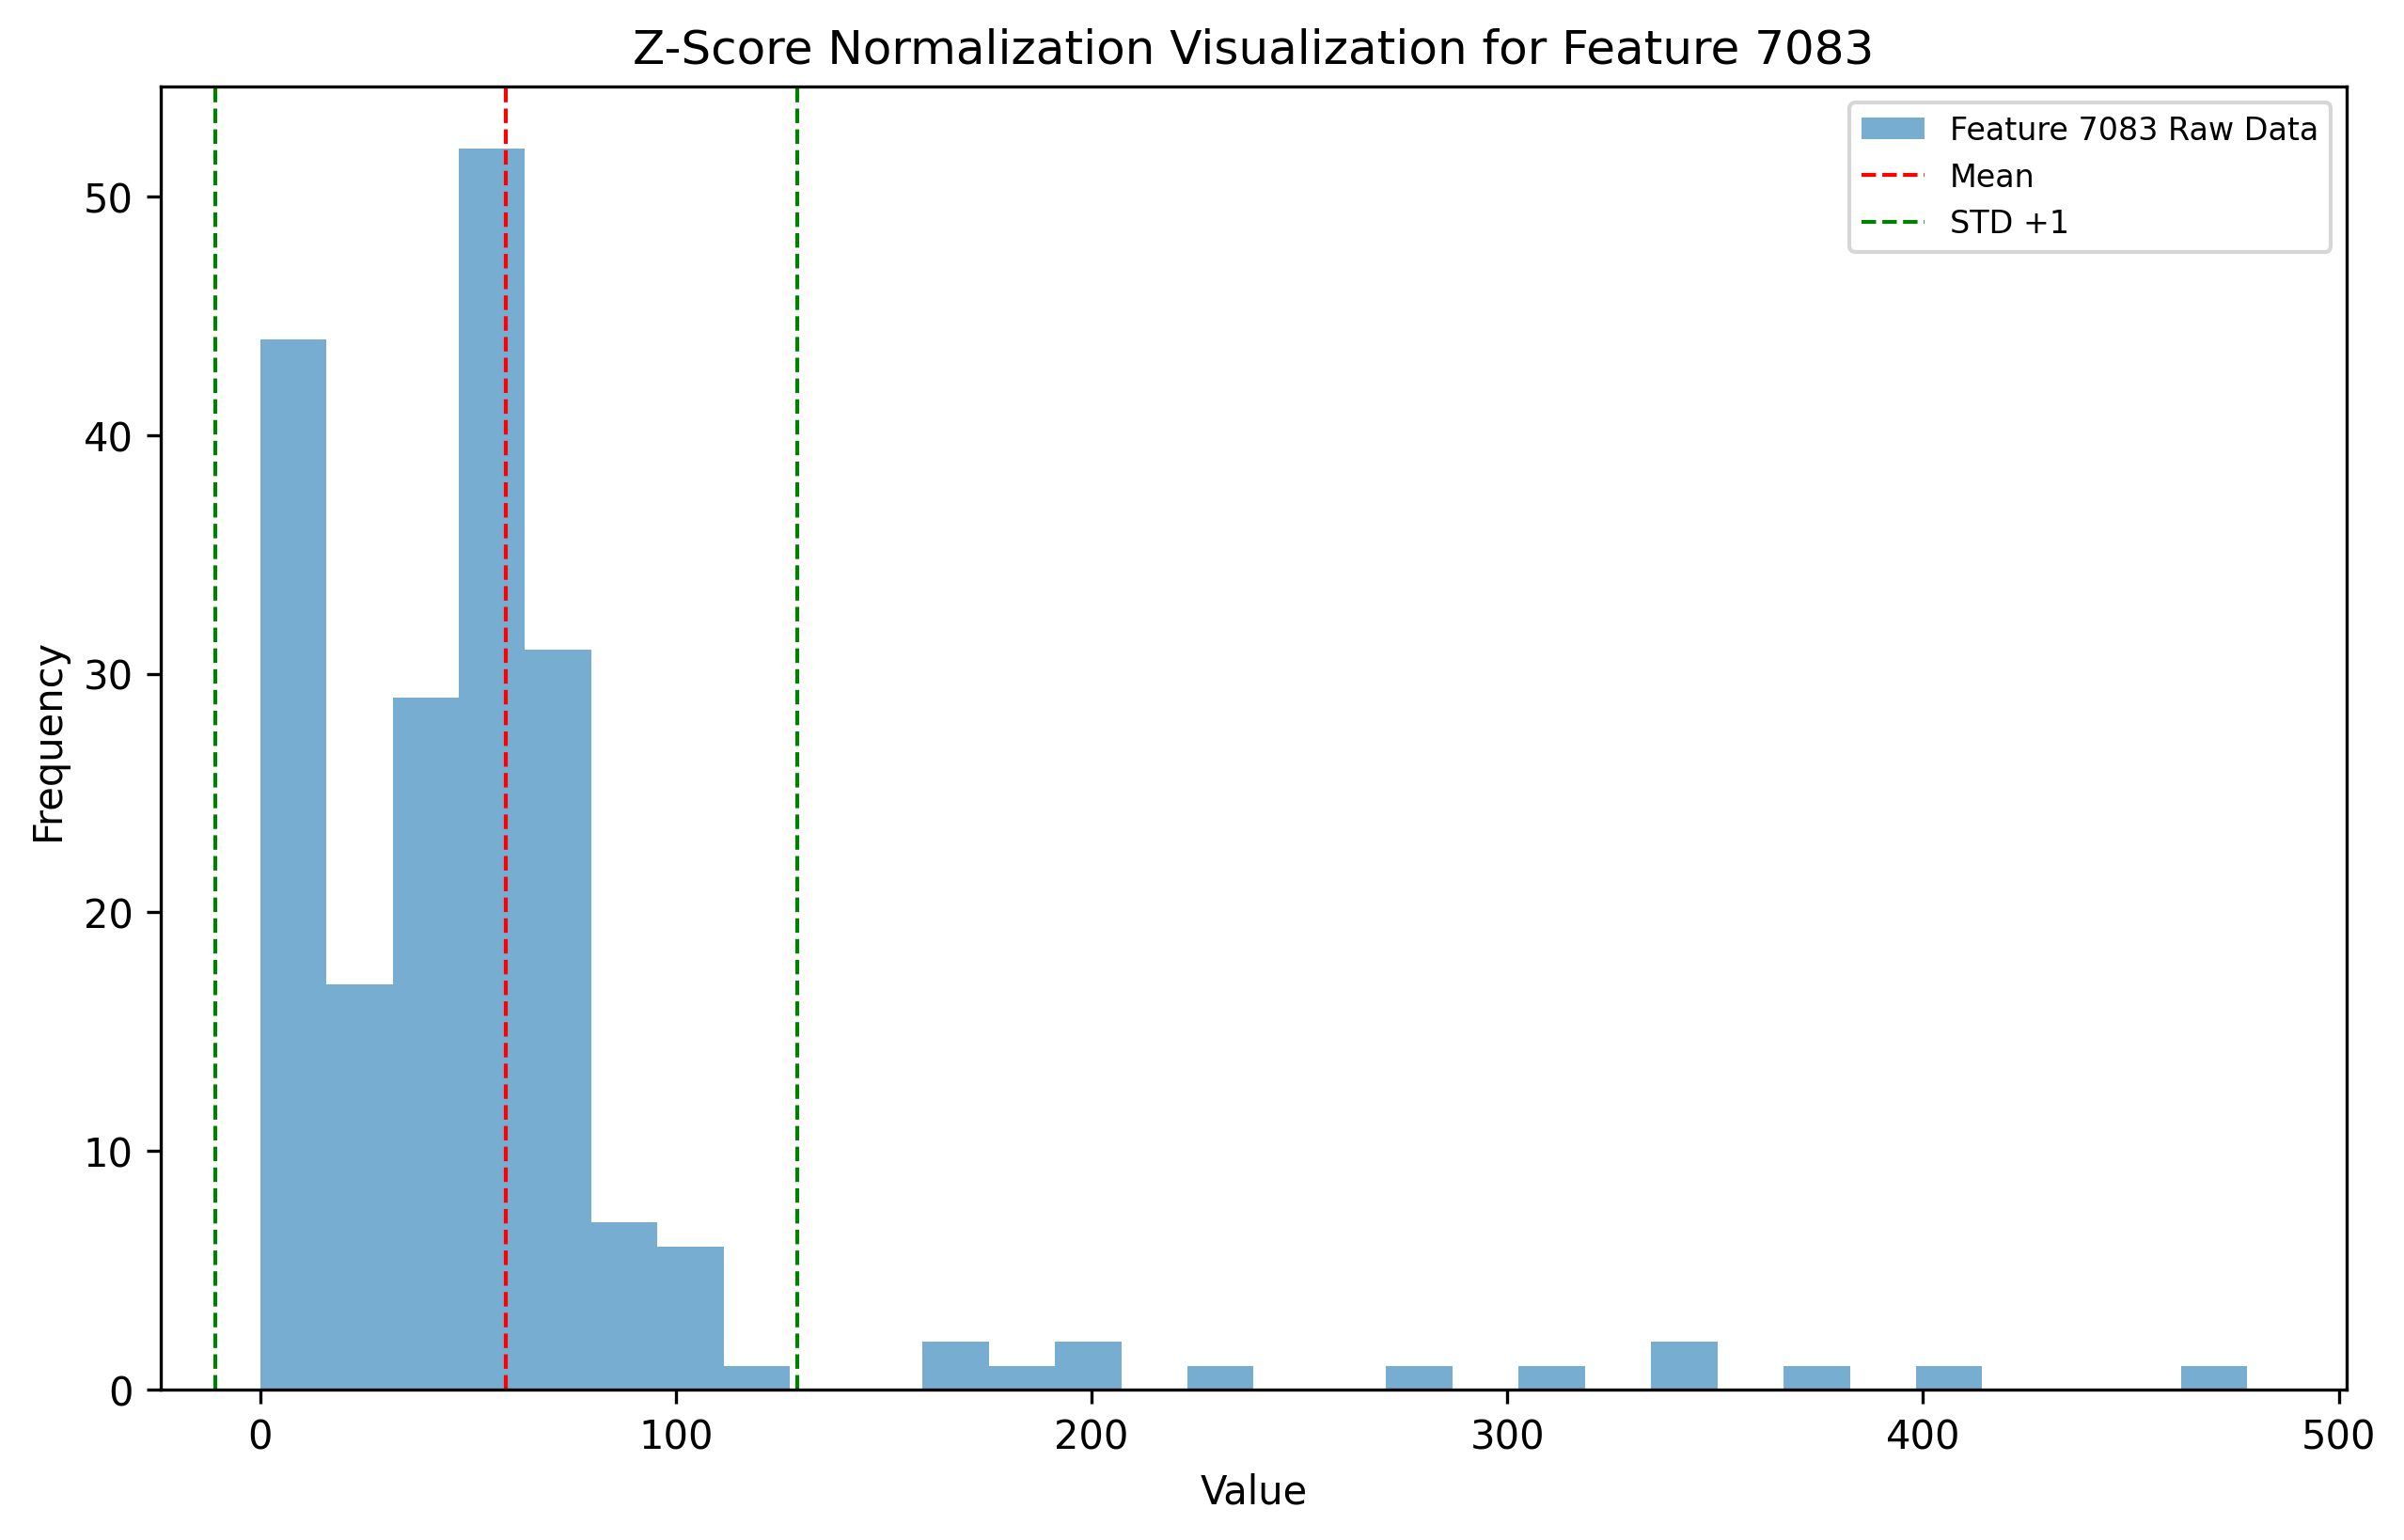 Z-Score Normalization Visualization for Feature 7083
Feature 7083 Raw Data
Mean
STD +1
Frequency
50
40
30
20
10
0
0 100 200 300 400 500
Value